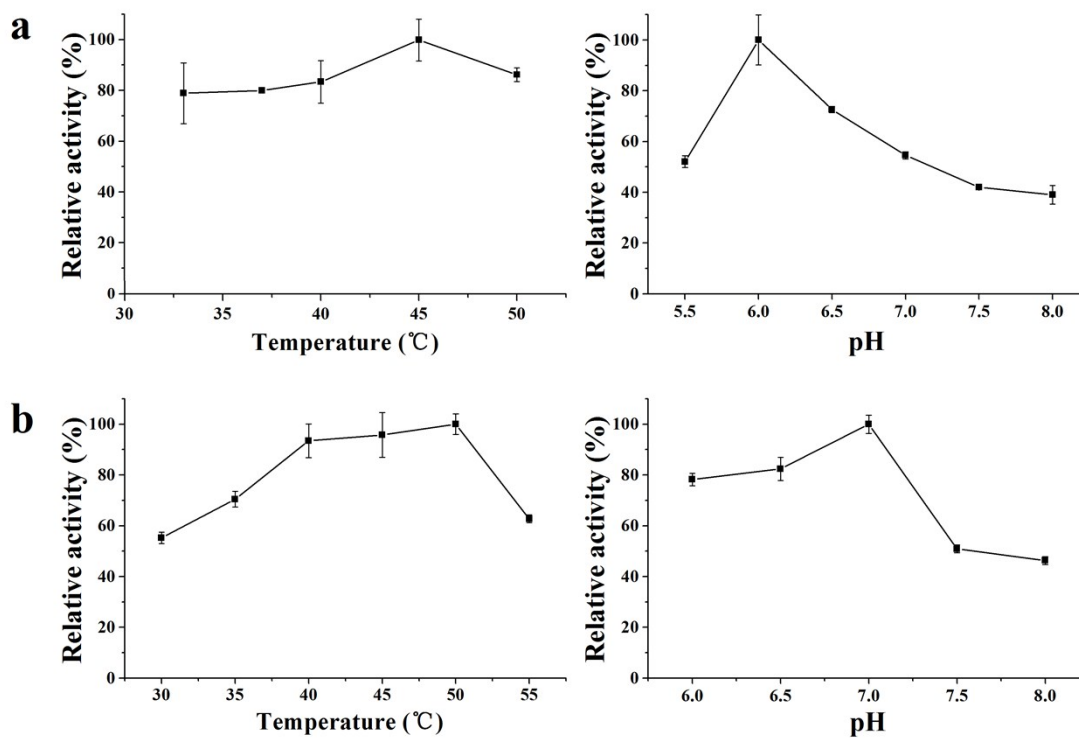 a
Relative activity (%)
100
80
60
40
20
0
30 35 40 45 50
Temperature (℃)
Relative activity (%)
100
80
60
40
20
0
5.5 6.0 6.5 7.0 7.5 8.0
pH
b
Relative activity (%)
100
80
60
40
20
0
30 35 40 45 50 55
Temperature (℃)
Relative activity (%)
100
80
60
40
20
0
6.0 6.5 7.0 7.5 8.0
pH